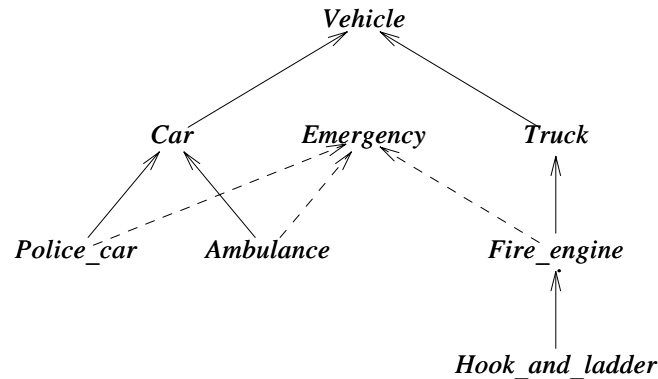 Vehicle
Car Emergency Truck
Police_car Ambulance Fire_engine
Hook_and_ladder